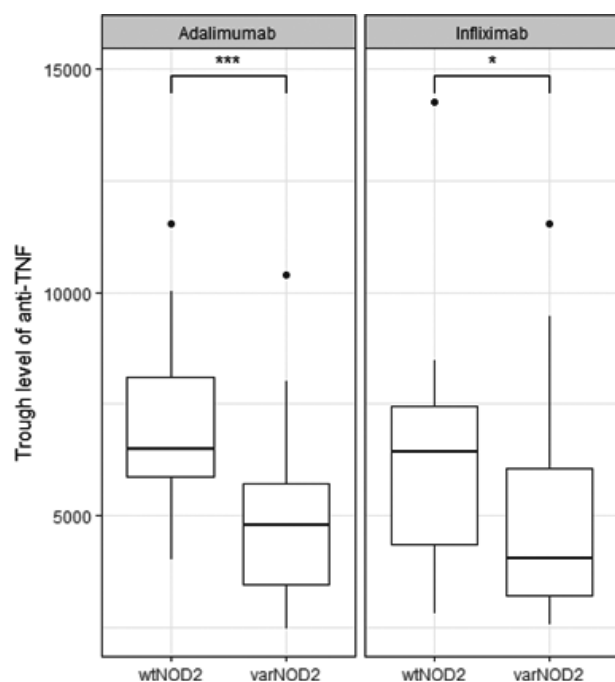 Adalimumab
Infliximab
***
*
15000
10000
5000
Trough level of anti-TNF
wtNOD2
varNOD2
wtNOD2
varNOD2